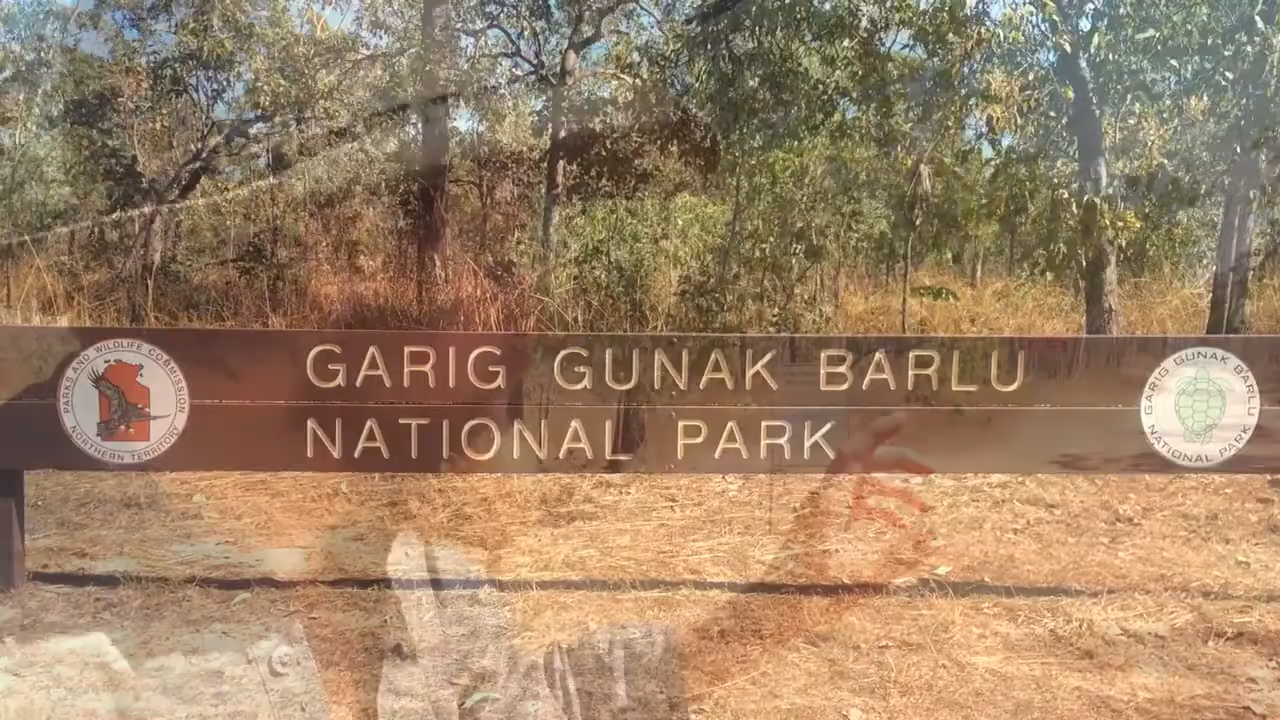 GARIG GUNAK BARLU
NATIONAL PARK
PARKS AND WILDLIFE COMMISSION
NORTHERN TERRITORY
GARIG GUNAK BARLU
NATIONAL PARK